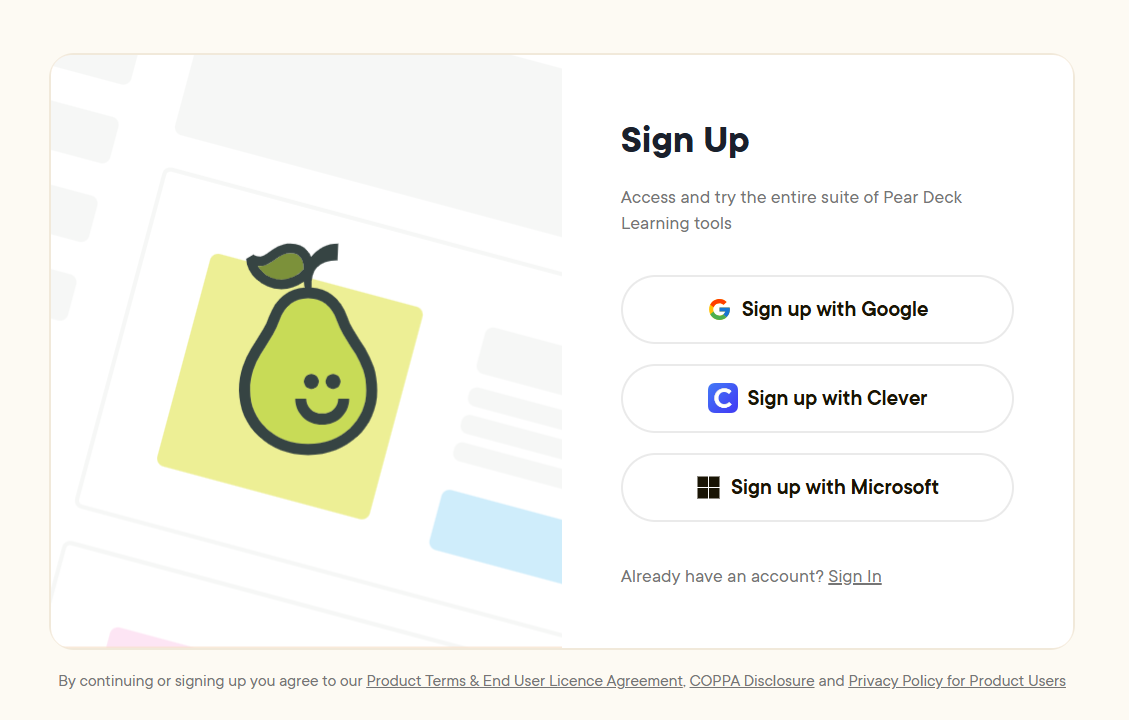 Sign Up
Access and try the entire suite of Pear Deck
Learning tools
Sign up with Google
Sign up with Clever
Sign up with Microsoft
Already have an account? Sign In
By continuing or signing up you agree to our Product Terms & End User Licence Agreement, COPPA Disclosure and Privacy Policy for Product Users